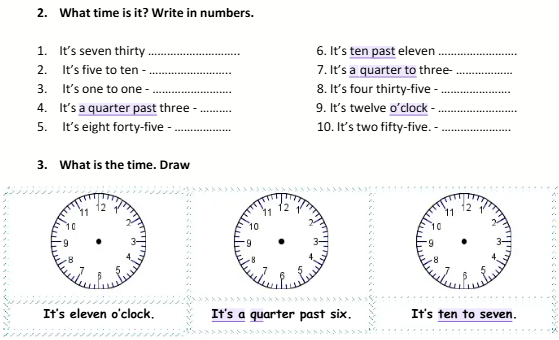 2. What time is it? Write in numbers.
1. It's seven thirty ............................
2. It's five to ten - .........................
3. It's one to one - ........................
4. It's a quarter past three - ..........
5. It's eight forty-five - ..................
6. It's ten past eleven .........................
7. It's a quarter to three- ..................
8. It's four thirty-five - ......................
9. It's twelve o'clock - .........................
10. It's two fifty-five. - ......................
3. What is the time. Draw
12 1 2 3 4 5 6 7 8 9 10 11
12 1 2 3 4 5 6 7 8 9 10 11
12 1 2 3 4 5 6 7 8 9 10 11
It's eleven o'clock.
It's a quarter past six.
It's ten to seven.